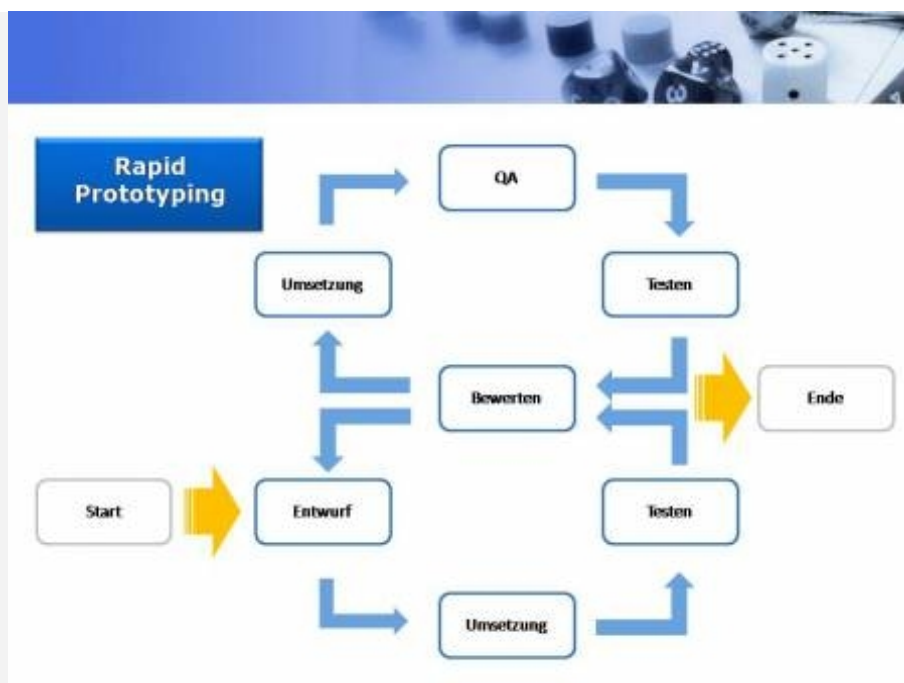 Rapid
Prototyping
QA
Umsetzung
Testen
Bewerten
Ende
Start
Entwurf
Testen
Umsetzung